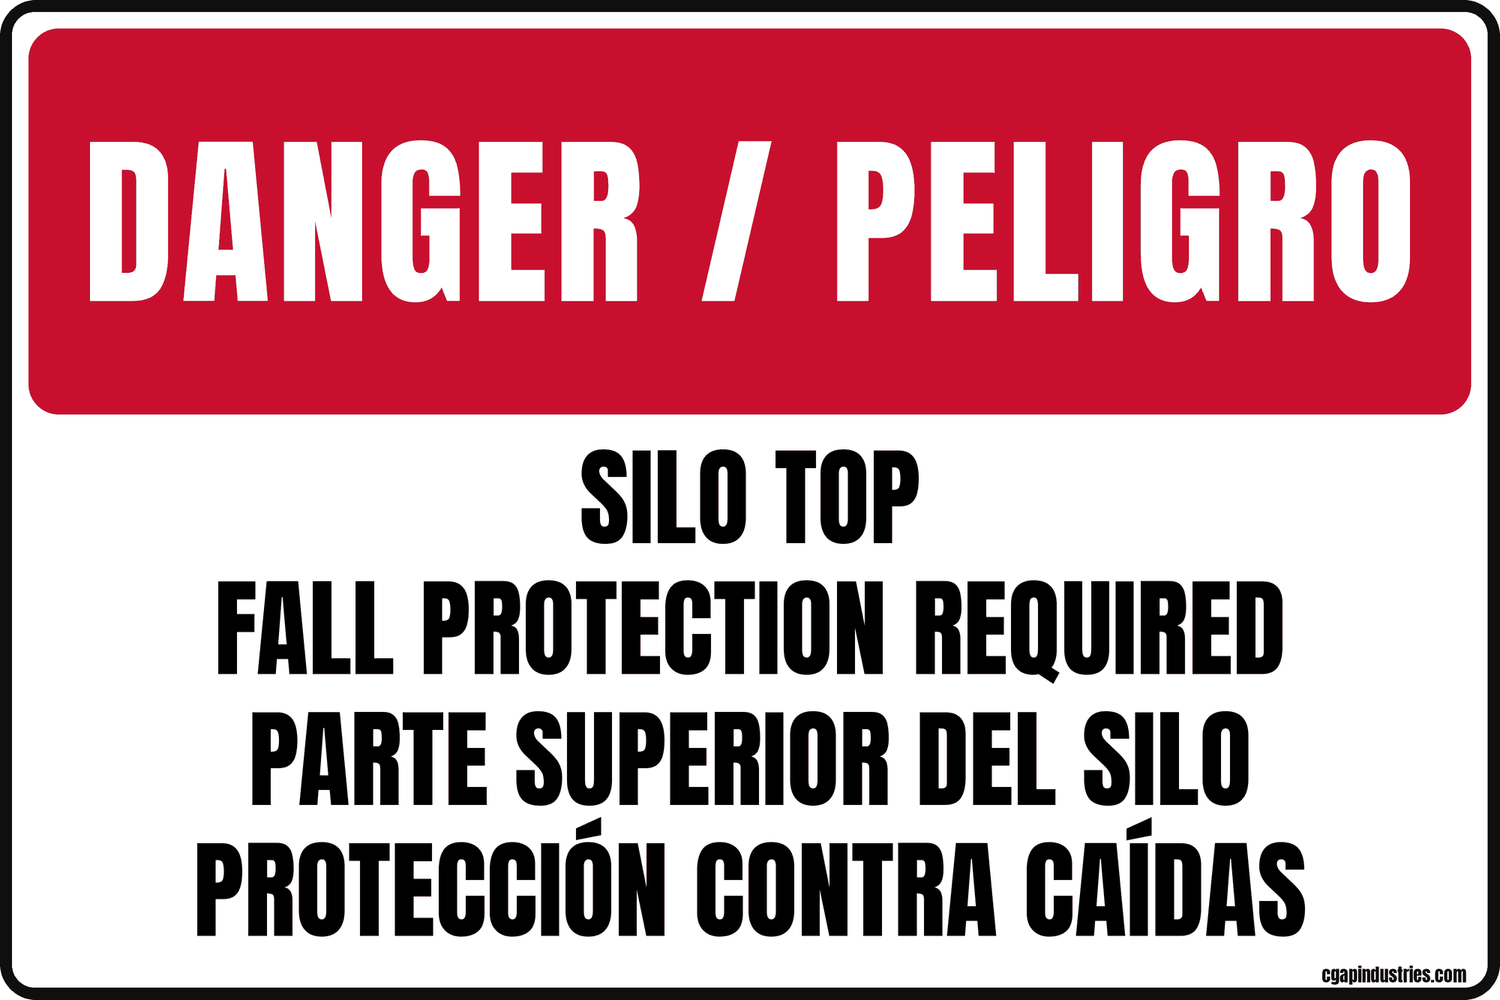 DANGER / PELIGRO
SILO TOP
FALL PROTECTION REQUIRED
PARTE SUPERIOR DEL SILO
PROTECCIÓN CONTRA CAÍDAS
cgapindustries.com